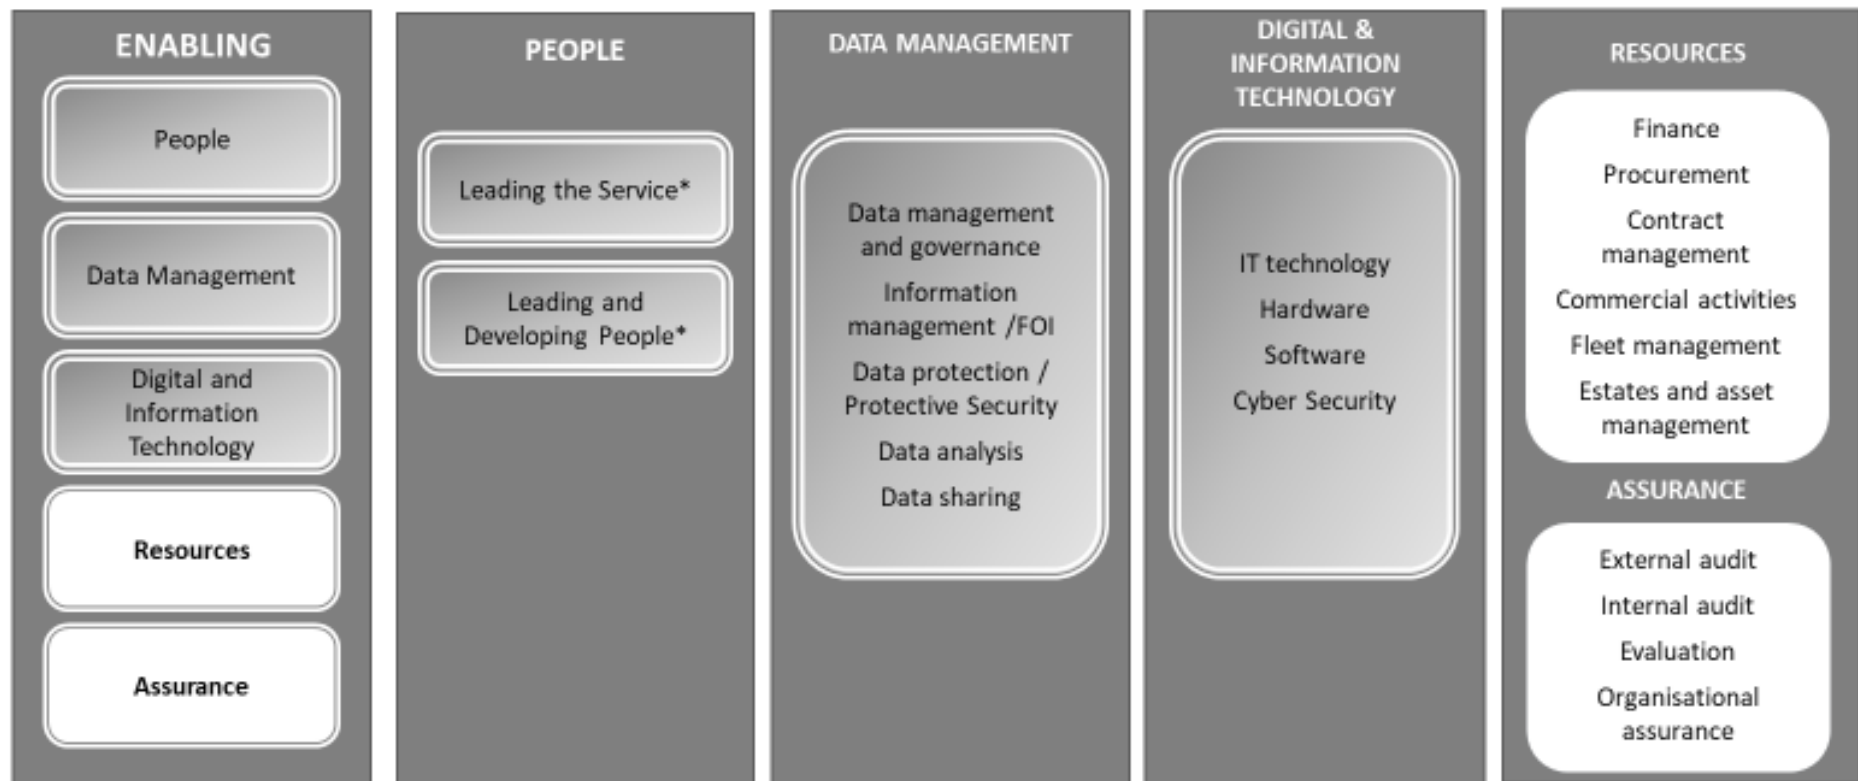 ENABLING
People
Data Management
Digital and
Information
Technology
Resources
Assurance
PEOPLE
Leading the Service*
Leading and
Developing People*
DATA MANAGEMENT
Data management
and governance
Information
management /FOI
Data protection /
Protective Security
Data analysis
Data sharing
DIGITAL &
INFORMATION
TECHNOLOGY
IT technology
Hardware
Software
Cyber Security
RESOURCES
Finance
Procurement
Contract
management
Commercial activities
Fleet management
Estates and asset
management
ASSURANCE
External audit
Internal audit
Evaluation
Organisational
assurance